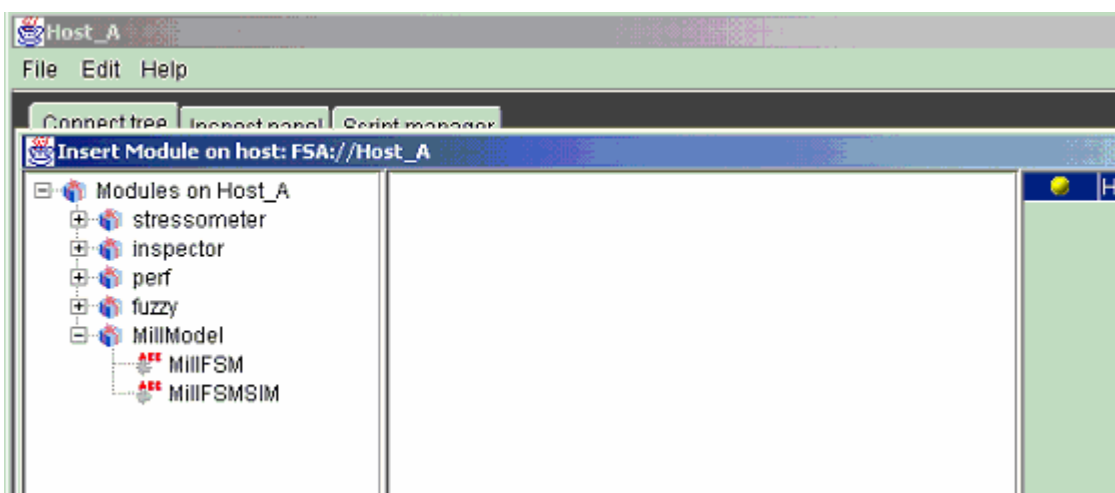 Host_A
File Edit Help
Connect tree Inspect panel Script manager
Insert Module on host: FSA://Host_A
Modules on Host_A
stressometer
inspector
perf
fuzzy
MillModel
MillFSM
MillFSMSIM
H